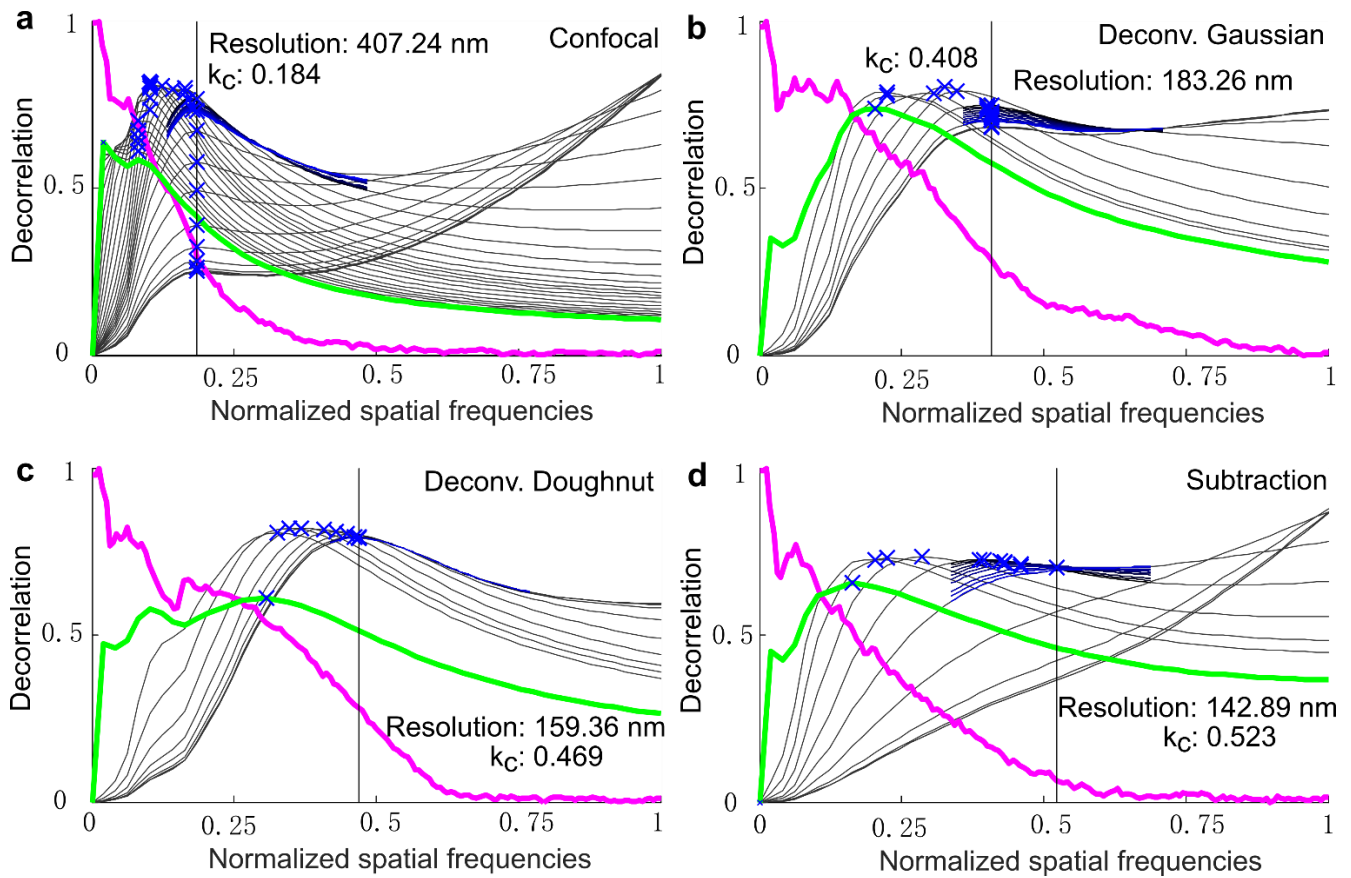 a
Confocal
Resolution: 407.24 nm
kC: 0.184
Decorrelation
1
0.5
0
0
0.25
0.5
0.75
1
Normalized spatial frequencies
b
Deconv. Gaussian
kC: 0.408
Resolution: 183.26 nm
Decorrelation
1
0.5
0
0
0.25
0.5
0.75
1
Normalized spatial frequencies
c
Deconv. Doughnut
Decorrelation
1
0.5
0
Resolution: 159.36 nm
kC: 0.469
0
0.25
0.5
0.75
1
Normalized spatial frequencies
d
Subtraction
Decorrelation
1
0.5
0
Resolution: 142.89 nm
kC: 0.523
0
0.25
0.5
0.75
1
Normalized spatial frequencies